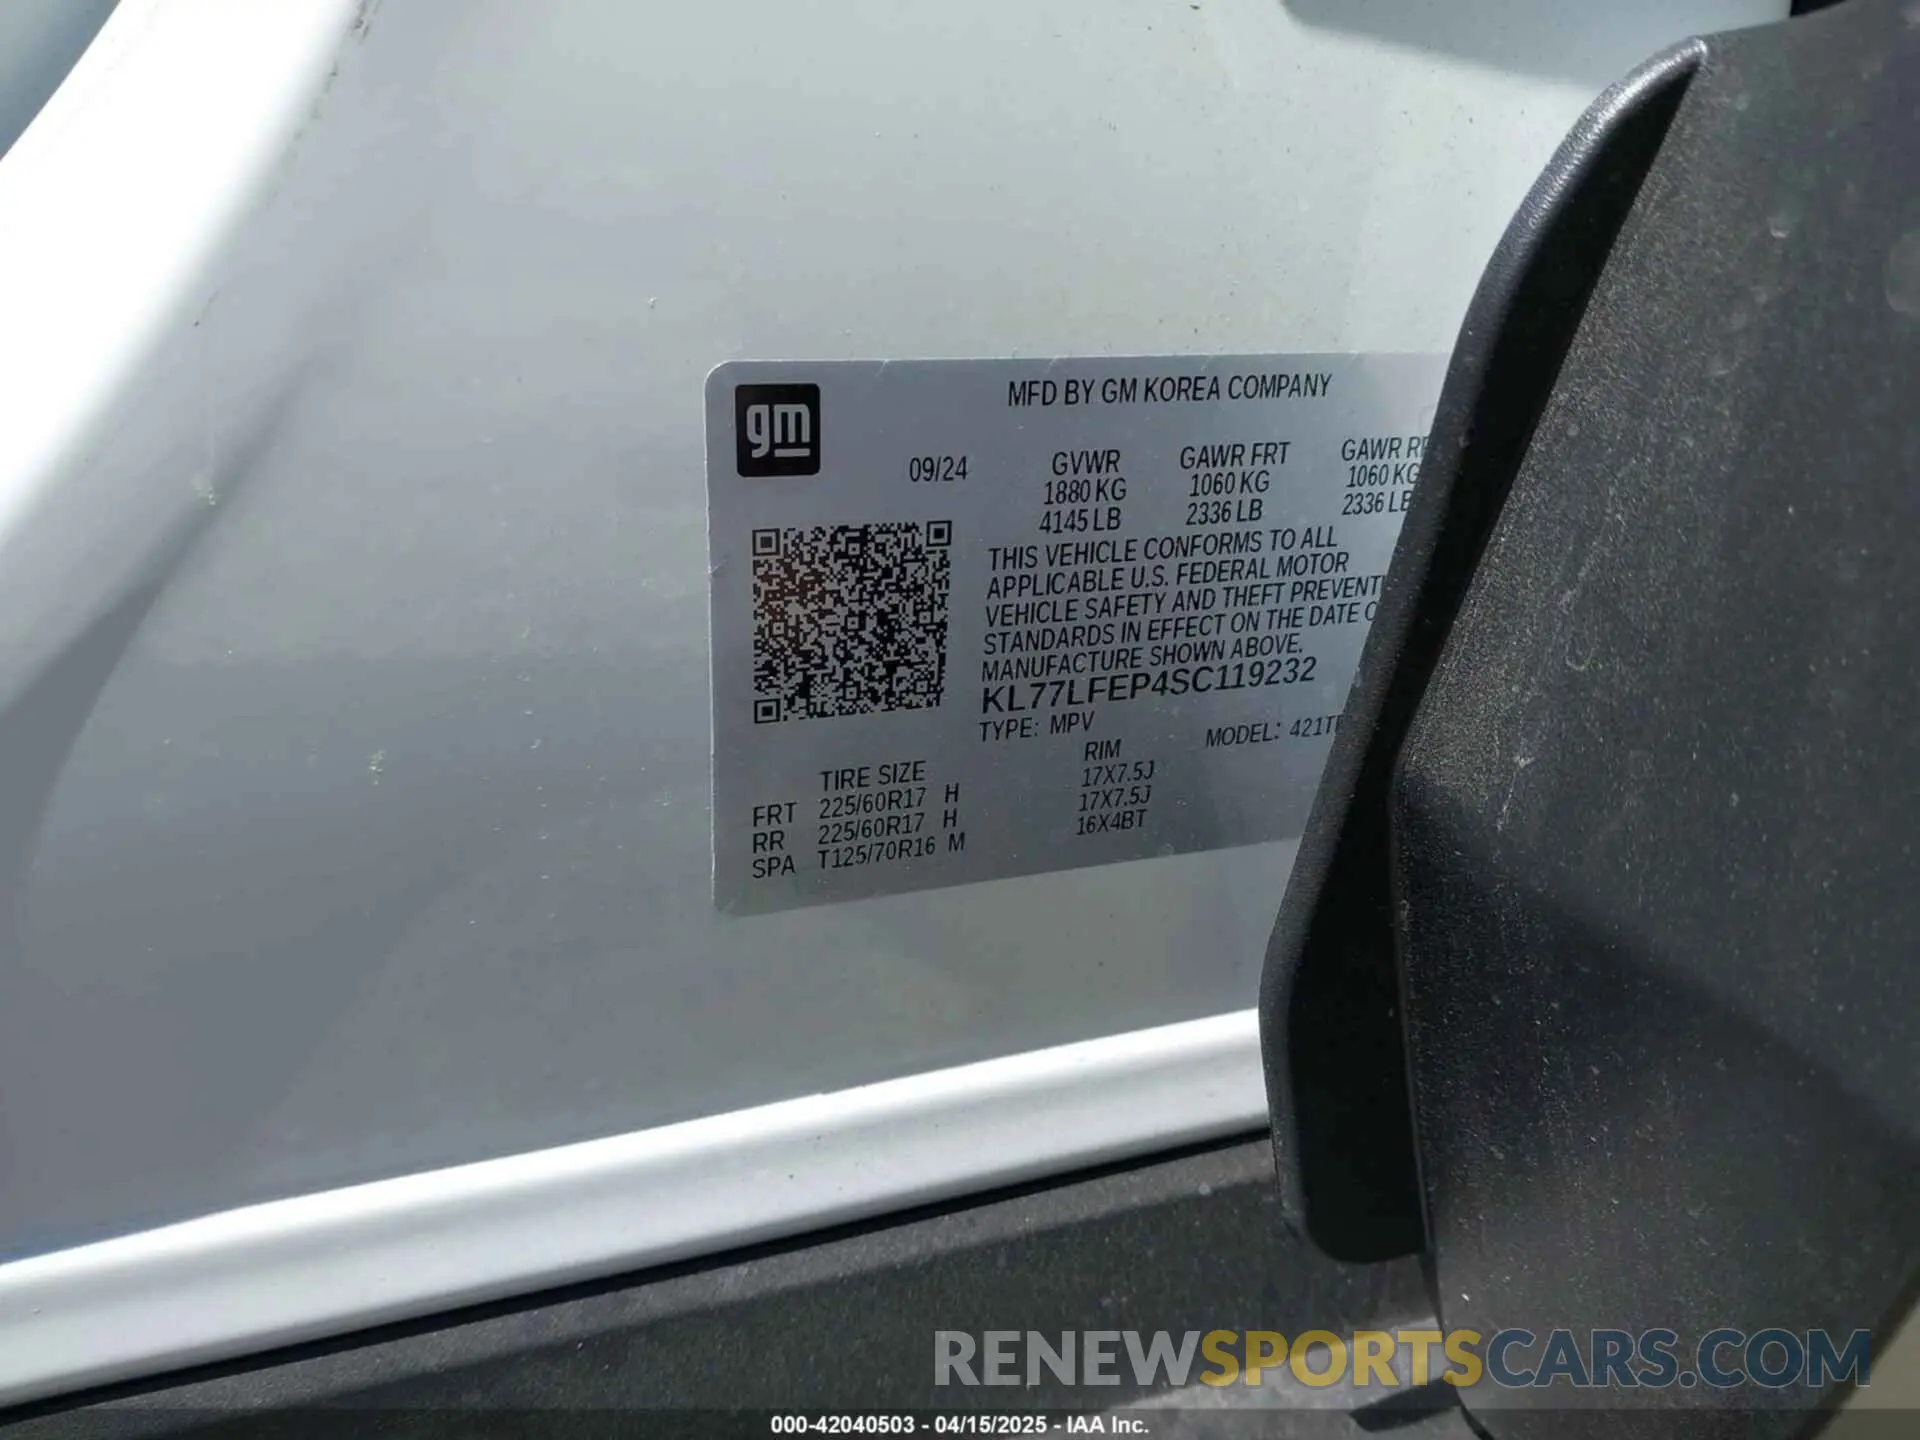 gm
MFD BY GM KOREA COMPANY
09/24 GVWR GAWR FRT GAWR
1880 KG 1060 KG 1060 KG
4145 LB 2336 LB 2336
THIS VEHICLE CONFORMS TO ALL
APPLICABLE U.S. FEDERAL MOTOR
VEHICLE SAFETY AND THEFT
STANDARDS IN EFFECT ON THE DATE
MANUFACTURE SHOWN ABOVE.
KL77LFEP4SC119232
TYPE: MPV MODEL:
TIRE SIZE RIM
FRT 225/60R17 H 17X7.5J
RR 225/60R17 H 17X7.5J
SPA T125/70R16 M 16X4BT
RENEWSPORTSCARS.COM
000-42040503 - 04/15/2025 - IAA Inc.